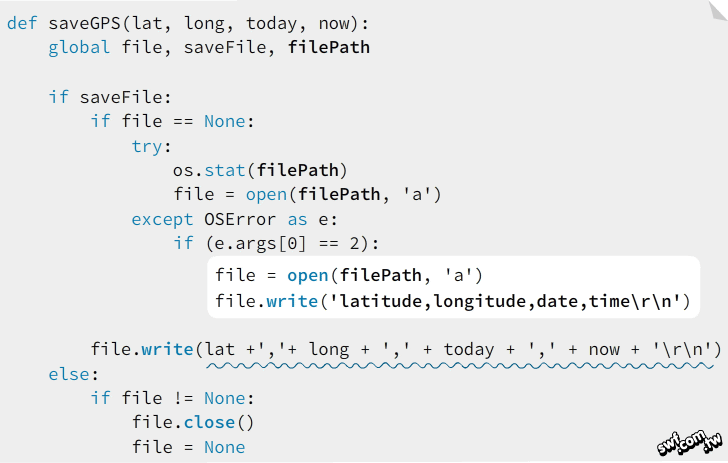 def saveGPS(lat, long, today, now):
    global file, saveFile, filePath

    if saveFile:
        if file == None:
            try:
                os.stat(filePath)
                file = open(filePath, 'a')
            except OSError as e:
                if (e.args[0] == 2):
                    file = open(filePath, 'a')
                    file.write('latitude,longitude,date,time\r\n')

        file.write(lat +','+ long + ',' + today + ',' + now + '\r\n')
    else:
        if file != None:
            file.close()
            file = None
swf.com.tw